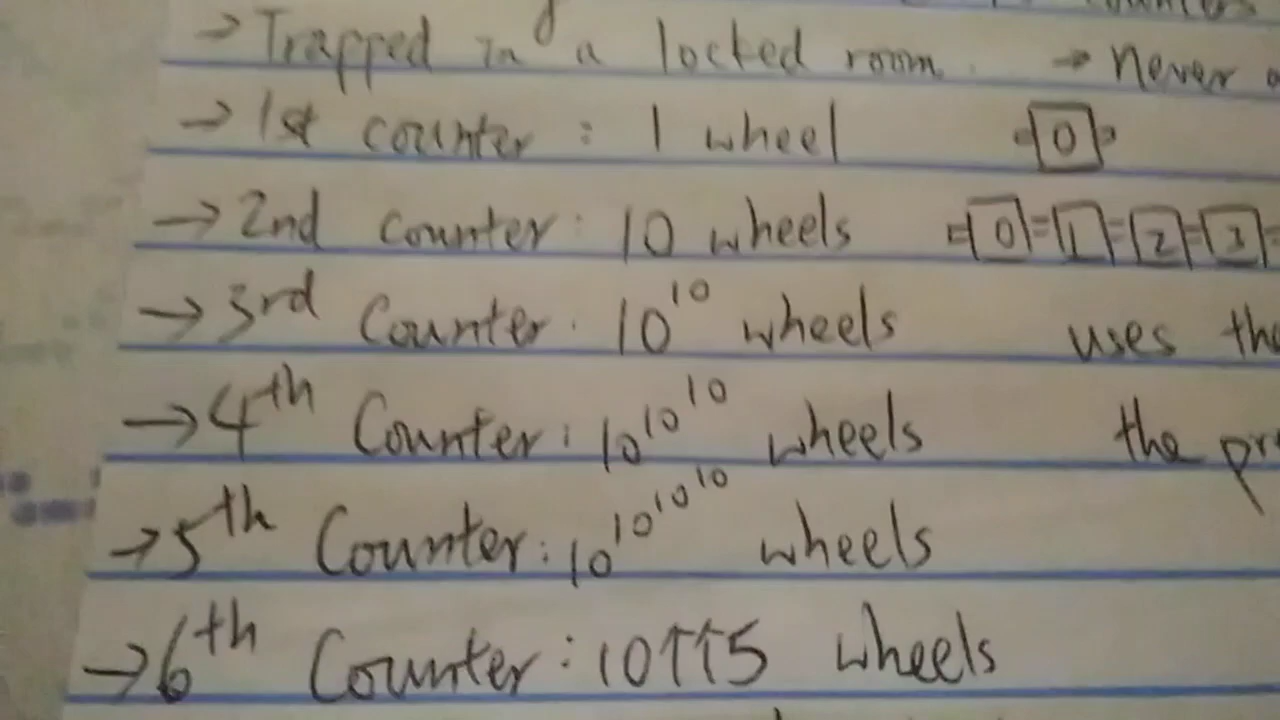 →Trapped in a locked room. → never
→1st counter: 1 wheel 0
→2nd counter: 10 wheels 0 1 2 3
→3rd Counter: 10^10 wheels uses
→4th Counter: 10^10^10 wheels the
→5th Counter: 10^10^10^10 wheels
→6th Counter: 10↑↑5 wheels